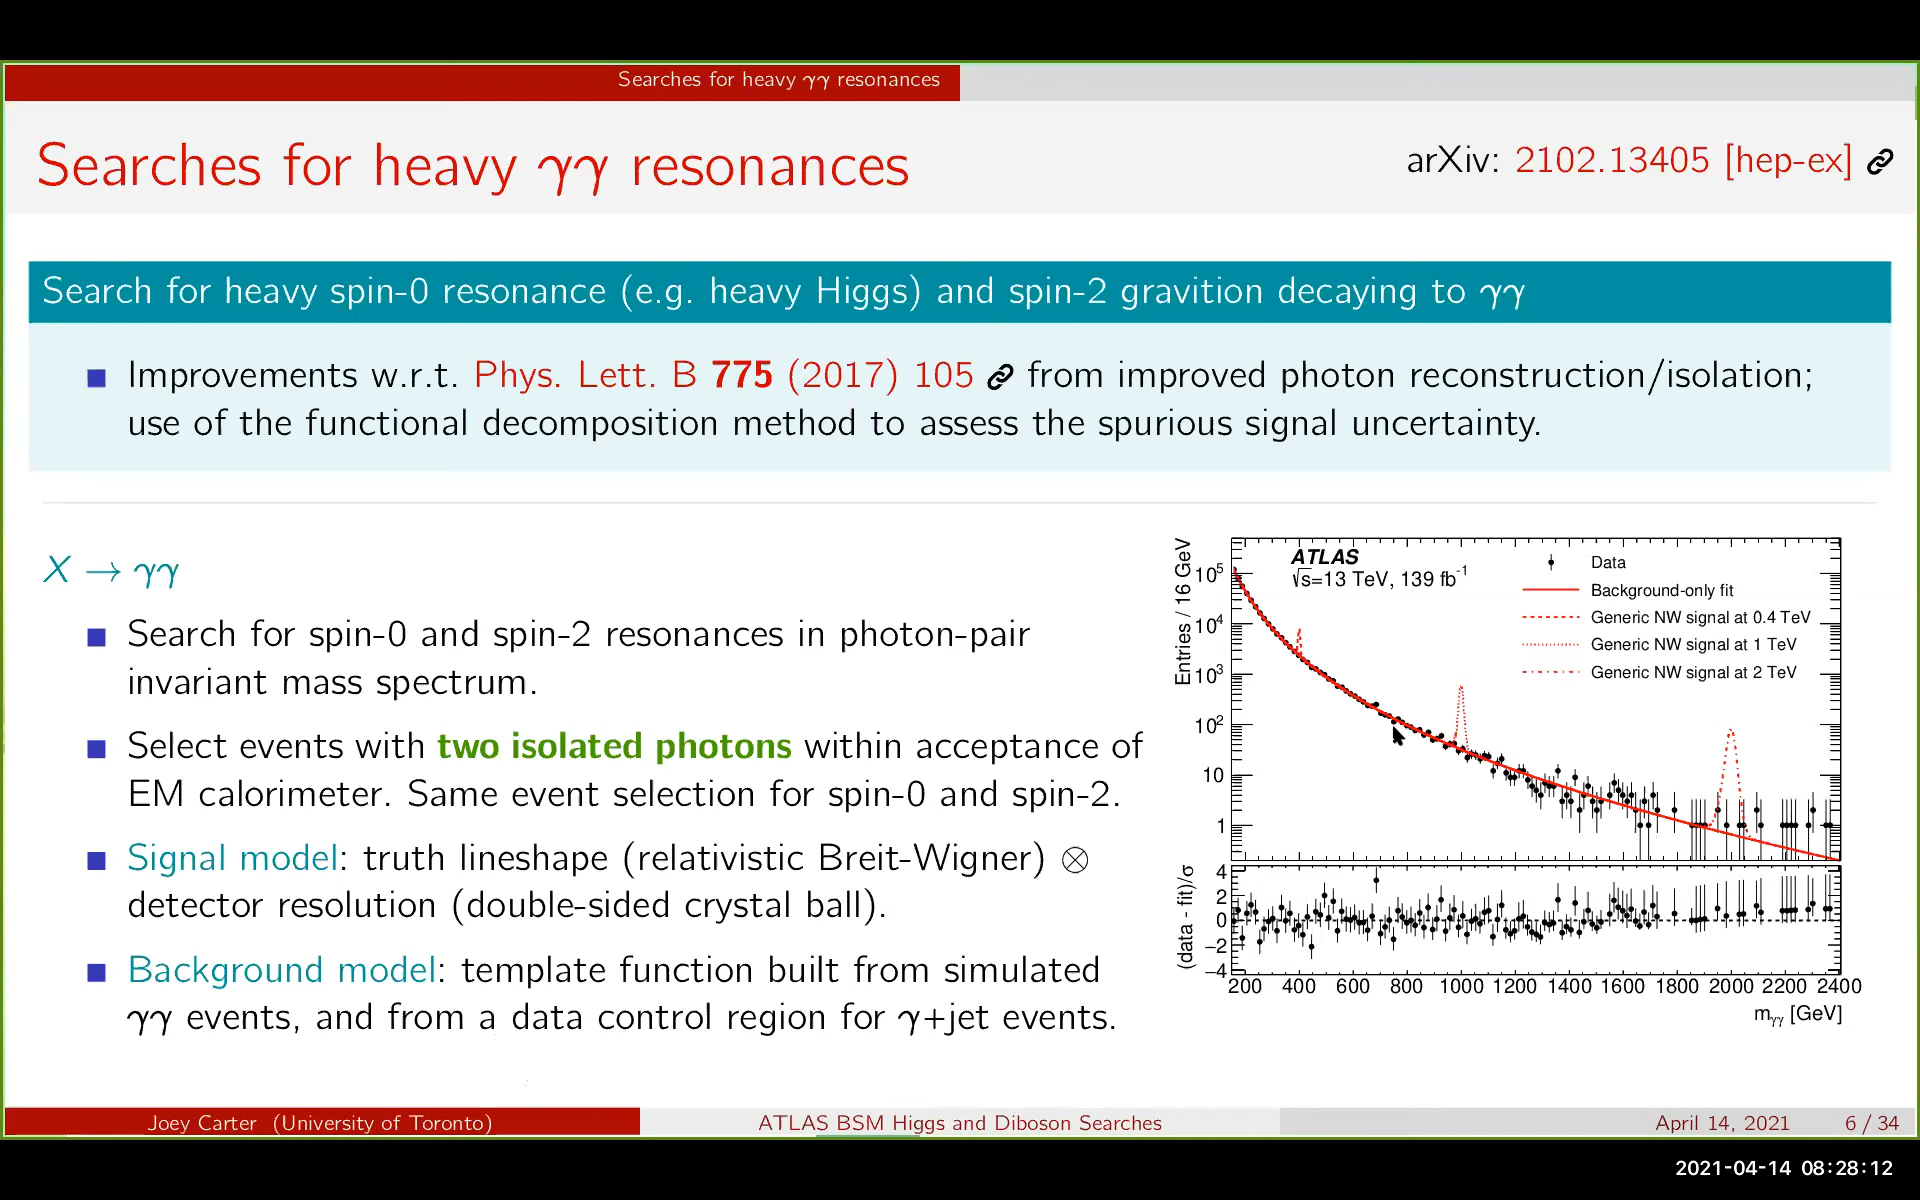 Searches for heavy γγ resonances
Searches for heavy γγ resonances
arXiv: 2102.13405 [hep-ex]
Search for heavy spin-0 resonance (e.g. heavy Higgs) and spin-2 gravition decaying to γγ
Improvements w.r.t. Phys. Lett. B 775 (2017) 105 from improved photon reconstruction/isolation;
use of the functional decomposition method to assess the spurious signal uncertainty.
X → γγ
Search for spin-0 and spin-2 resonances in photon-pair
invariant mass spectrum.
Select events with two isolated photons within acceptance of
EM calorimeter. Same event selection for spin-0 and spin-2.
Signal model: truth lineshape (relativistic Breit-Wigner) ⊗
detector resolution (double-sided crystal ball).
Background model: template function built from simulated
γγ events, and from a data control region for γ+jet events.
Entries / 16 GeV
10⁵
10⁴
10³
10²
10
1
ATLAS
√s=13 TeV, 139 fb⁻¹
Data
Background-only fit
Generic NW signal at 0.4 TeV
Generic NW signal at 1 TeV
Generic NW signal at 2 TeV
(data - fit)/σ
4
2
0
−2
−4
200 400 600 800 1000 1200 1400 1600 1800 2000 2200 2400
mγγ [GeV]
Joey Carter (University of Toronto)
ATLAS BSM Higgs and Diboson Searches
April 14, 2021
6 / 34
2021-04-14 08:28:12